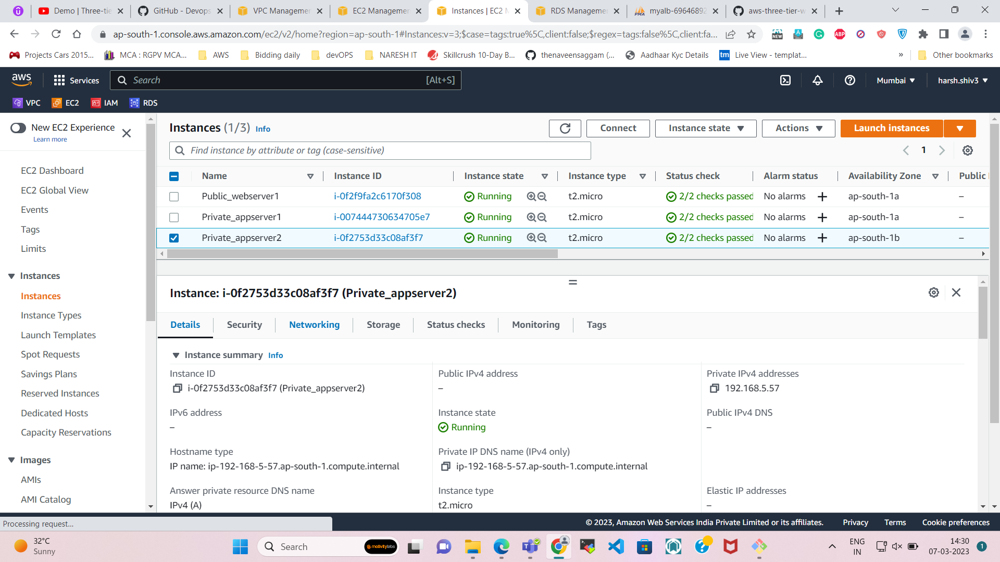 Demo | Three-tie
GitHub - Devops
VPC Managemen
EC2 Managemen
Instances | EC2 M
RDS Managemen
myalb-69646892
aws-three-tier-w
ap-south-1.console.aws.amazon.com/ec2/v2/home?region=ap-south-1#Instances:v=3;$case=tags:true%5C,client:false;$regex=tags:false%5C,client:fa...
Projects Cars 2015...
MCA : RGPV MCA...
AWS
Bidding daily
devOPS
NARESH IT
Skillcrush 10-Day B...
thenaveensaggam (...
Aadhaar Kyc Details
tm Live View - templat...
»
Other bookmarks
aws
Services
Search [Alt+S]
Mumbai
harsh.shiv3
VPC
EC2
IAM
RDS
New EC2 Experience
Learn more
EC2 Dashboard
EC2 Global View
Events
Tags
Limits
Instances
Instances
Instance Types
Launch Templates
Spot Requests
Savings Plans
Reserved Instances
Dedicated Hosts
Capacity Reservations
Images
AMIs
AMI Catalog
Instances (1/3) Info
Connect
Instance state
Actions
Launch instances
Find instance by attribute or tag (case-sensitive)
1
Name Instance ID Instance state Instance type Status check Alarm status Availability Zone Public I
Public_webserver1 i-0f2f9fa2c6170f308 Running t2.micro 2/2 checks passed No alarms + ap-south-1a –
Private_appserver1 i-007444730634705e7 Running t2.micro 2/2 checks passed No alarms + ap-south-1a –
Private_appserver2 i-0f2753d33c08af3f7 Running t2.micro 2/2 checks passed No alarms + ap-south-1b –
Instance: i-0f2753d33c08af3f7 (Private_appserver2)
Details
Security
Networking
Storage
Status checks
Monitoring
Tags
Instance summary Info
Instance ID
i-0f2753d33c08af3f7 (Private_appserver2)
Public IPv4 address
–
Private IPv4 addresses
192.168.5.57
IPv6 address
–
Instance state
Running
Public IPv4 DNS
–
Hostname type
IP name: ip-192-168-5-57.ap-south-1.compute.internal
Private IP DNS name (IPv4 only)
ip-192-168-5-57.ap-south-1.compute.internal
Answer private resource DNS name
IPv4 (A)
Instance type
t2.micro
Elastic IP addresses
–
Processing request...
© 2023, Amazon Web Services India Private Limited or its affiliates.
Privacy
Terms
Cookie preferences
32°C
Sunny
Search
motivitylabs
ENG
IN
14:30
07-03-2023
1